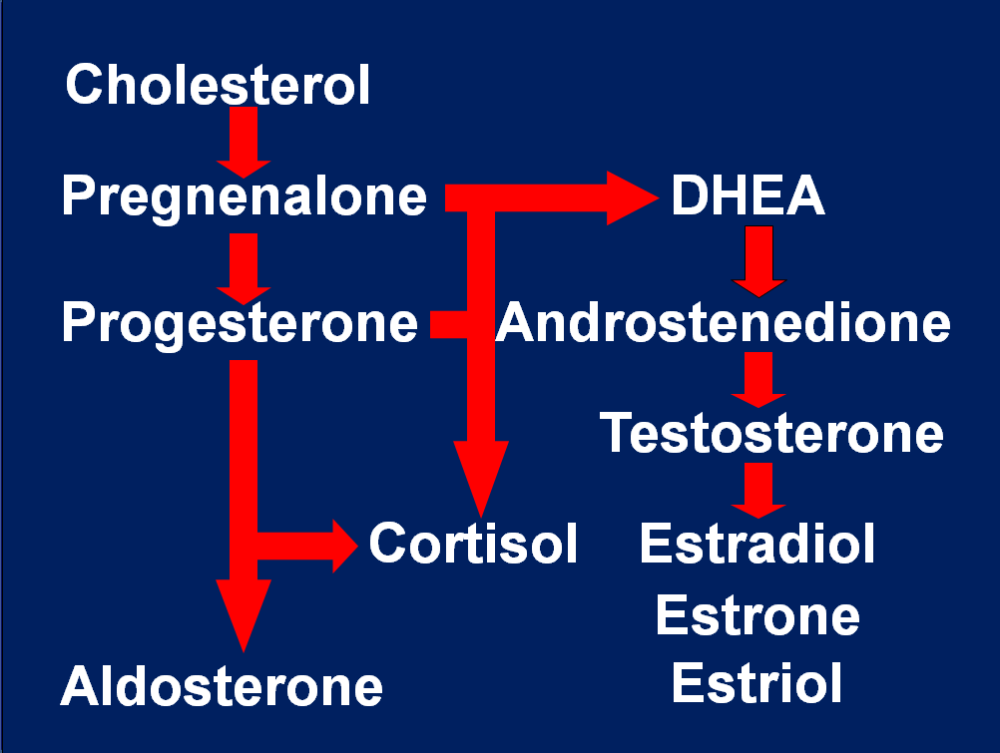 Cholesterol
Pregnenalone
DHEA
Progesterone
Androstenedione
Testosterone
Cortisol
Estradiol
Estrone
Estriol
Aldosterone